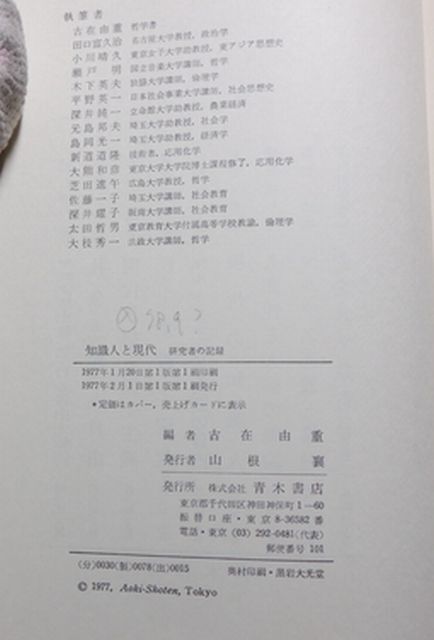 執筆者
古在由重 哲学者
田口富久治 名古屋大学教授，政治学
小川晴久 東京女子大学助教授，東アジア思想史
瀬戸 明 国立音楽大学講師，哲学
木下英夫 独協大学講師，倫理学
平野英一 日本社会事業大学講師，社会思想史
深井純一 立命館大学助教授，農業経済
元島邦夫 埼玉大学助教授，社会学
島岡光一 埼玉大学助教授，経済学
新道道隆 技術者，応用化学
大熊和彦 東京大学大学院博士課程修了，応用化学
芝田進午 広島大学教授，哲学
佐藤一子 埼玉大学講師，社会教育
深井耀子 阪南大学講師，社会教育
太田哲男 東京教育大学付属高等学校教諭，倫理学
大枝秀一 法政大学講師，哲学
知識人と現代 研究者の記録
1977年1月20日第1版第1刷印刷
1977年2月1日第1版第1刷発行
•定価はカバー，売上げカードに表示
編者 古在由重
発行者 山根 襄
発行所 株式会社 青木書店
東京都千代田区神田神保町1—60
振替口座・東京8-36582番
電話・東京(03)292-0481(代表)
郵便番号 101
(分)0030(製)0078(出)0015 奥村印刷・黒岩大光堂
© 1977, Aoki-Shoten, Tokyo